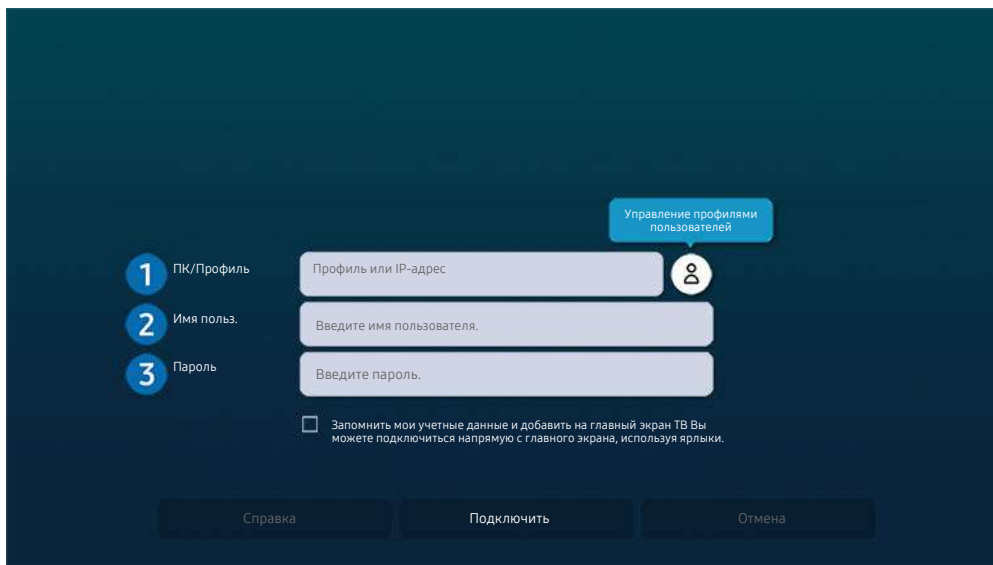 Управление профилями
пользователей
1 ПК/Профиль Профиль или IP-адрес
2 Имя польз. Введите имя пользователя.
3 Пароль Введите пароль.
Запомнить мои учетные данные и добавить на главный экран ТВ Вы
можете подключиться напрямую с главного экрана, используя ярлыки.
Справка Подключить Отмена